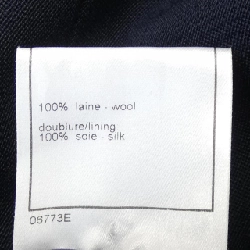 100% laine - wool
doublure/lining
100% soie - silk
08773E